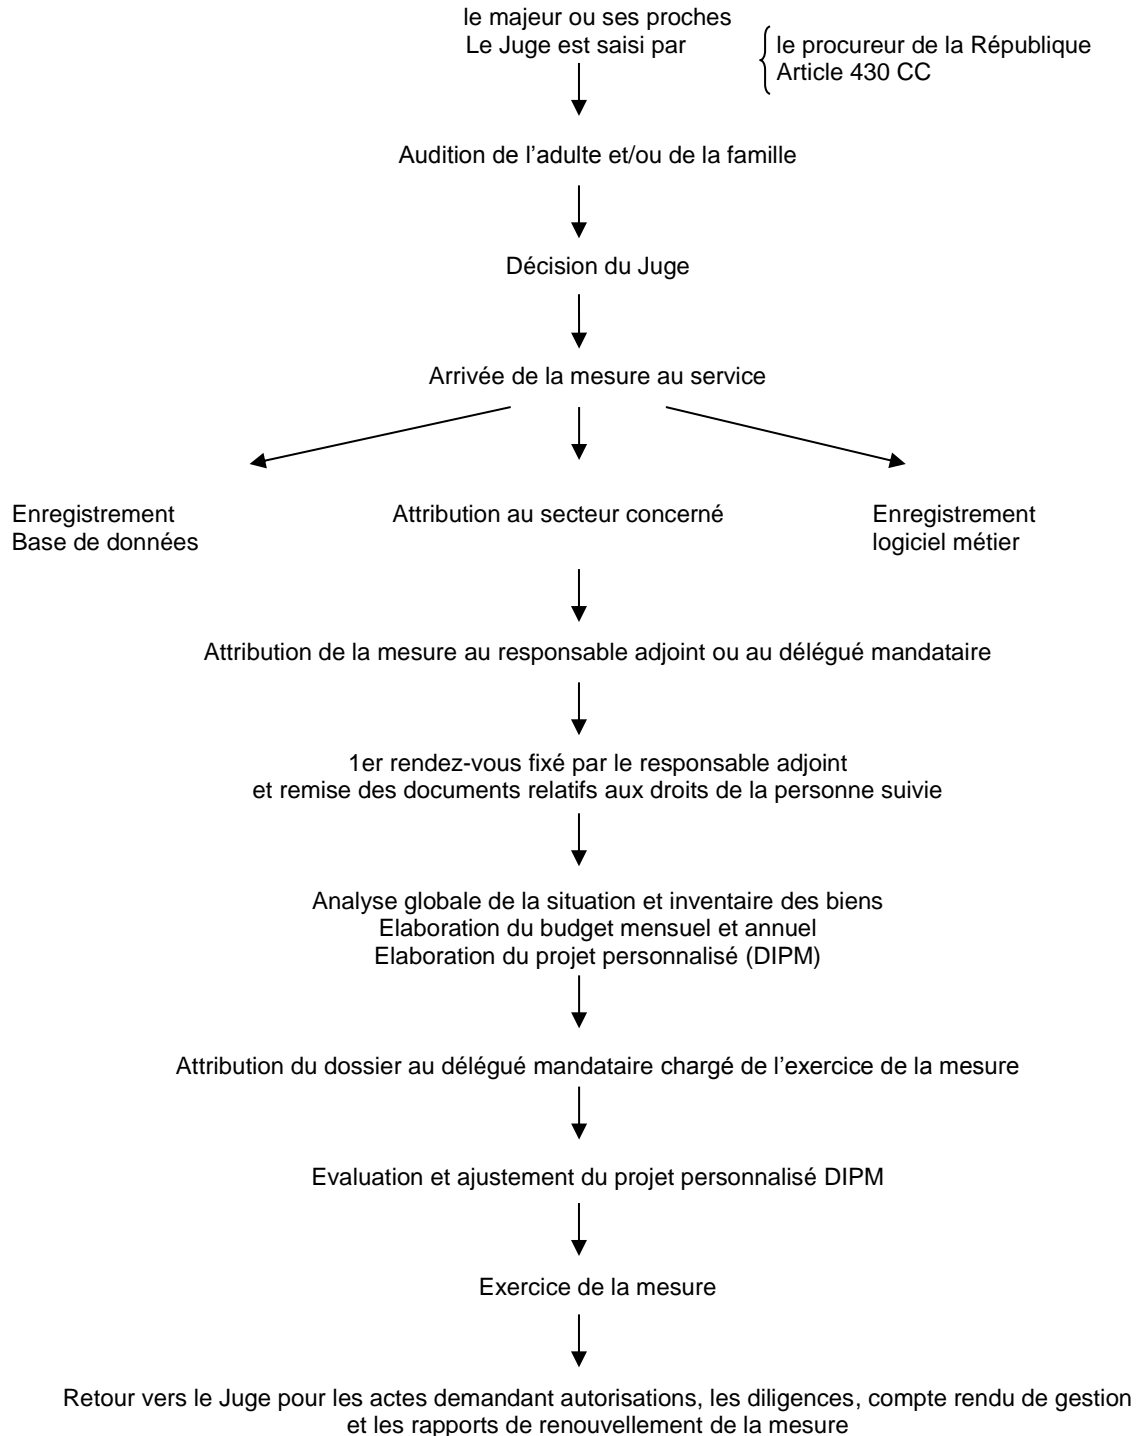 le majeur ou ses proches
Le Juge est saisi par
le procureur de la République
Article 430 CC
Audition de l'adulte et/ou de la famille
Décision du Juge
Arrivée de la mesure au service
Enregistrement
Base de données
Attribution au secteur concerné
Enregistrement
logiciel métier
Attribution de la mesure au responsable adjoint ou au délégué mandataire
1er rendez-vous fixé par le responsable adjoint
et remise des documents relatifs aux droits de la personne suivie
Analyse globale de la situation et inventaire des biens
Elaboration du budget mensuel et annuel
Elaboration du projet personnalisé (DIPM)
Attribution du dossier au délégué mandataire chargé de l'exercice de la mesure
Evaluation et ajustement du projet personnalisé DIPM
Exercice de la mesure
Retour vers le Juge pour les actes demandant autorisations, les diligences, compte rendu de gestion
et les rapports de renouvellement de la mesure